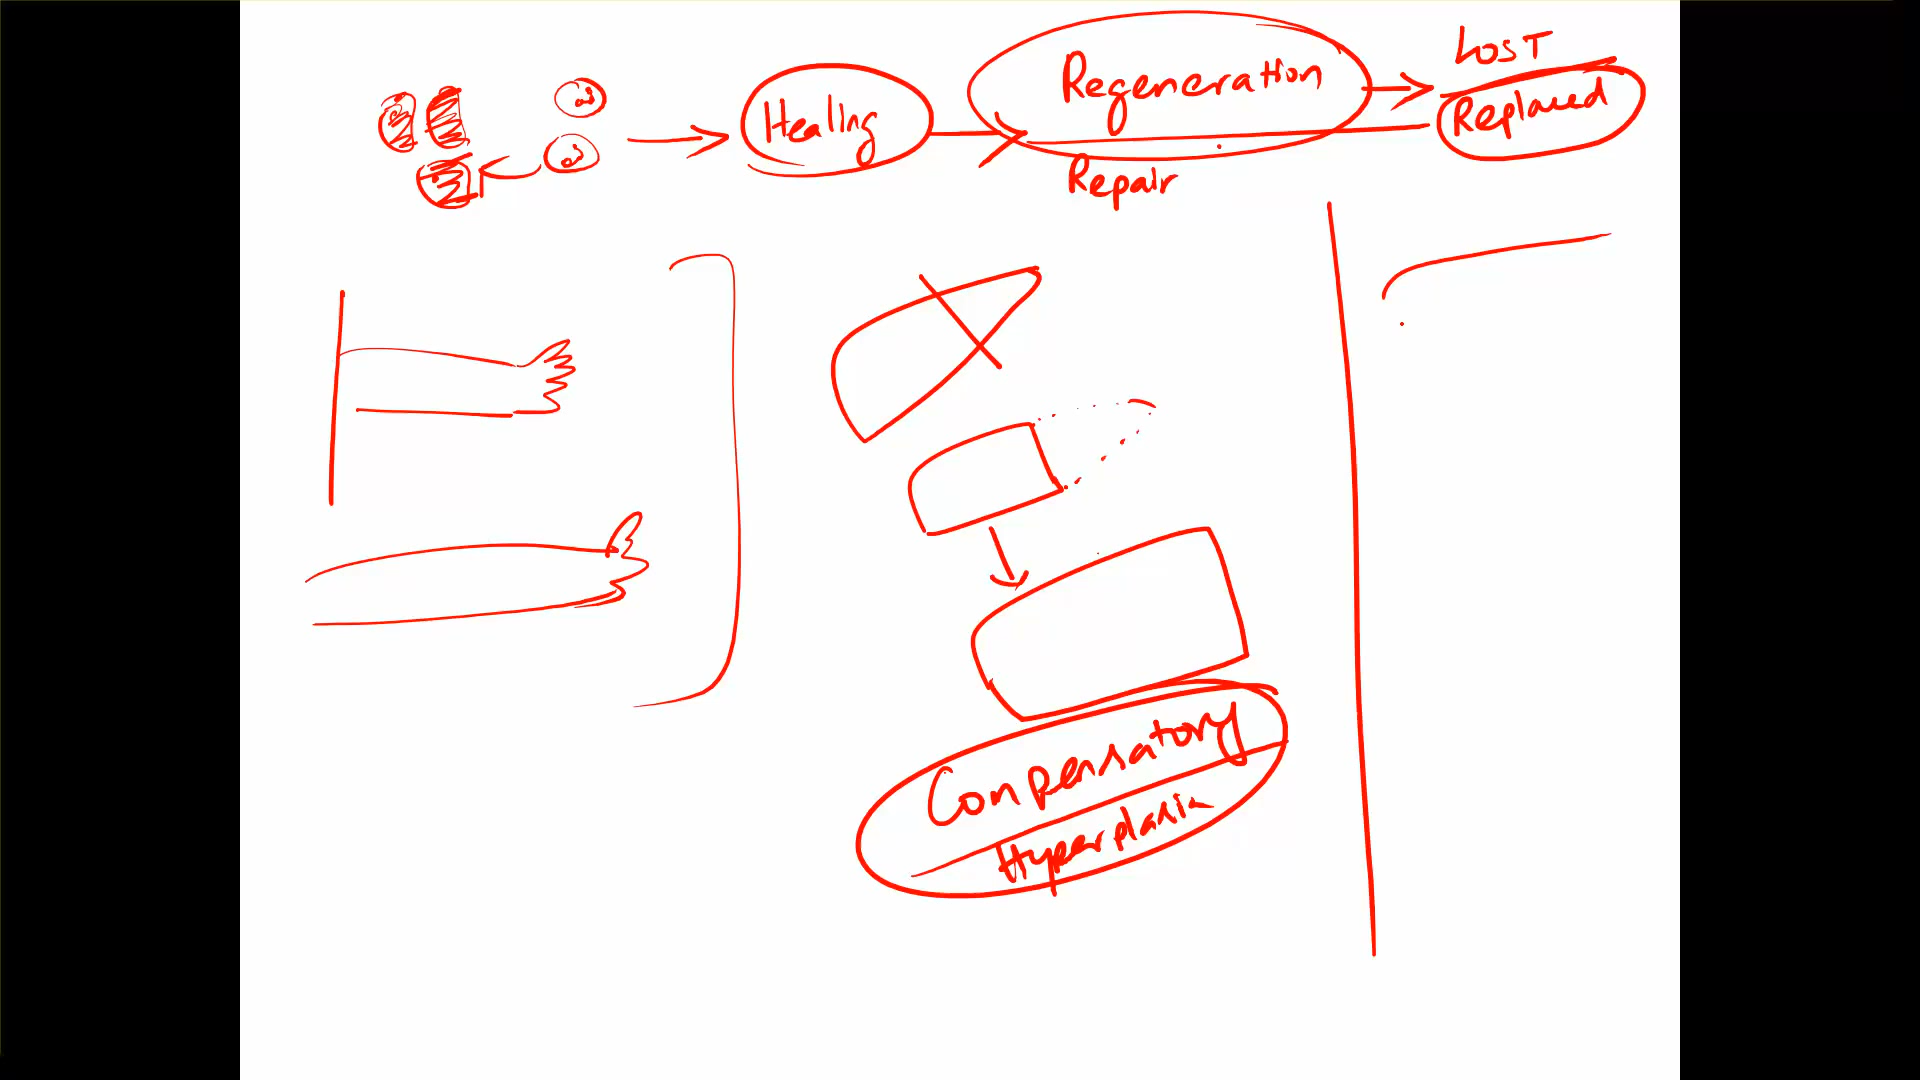 Healing
Regeneration
Repair
LOST
Replaced
Compensatory
Hyperplasia